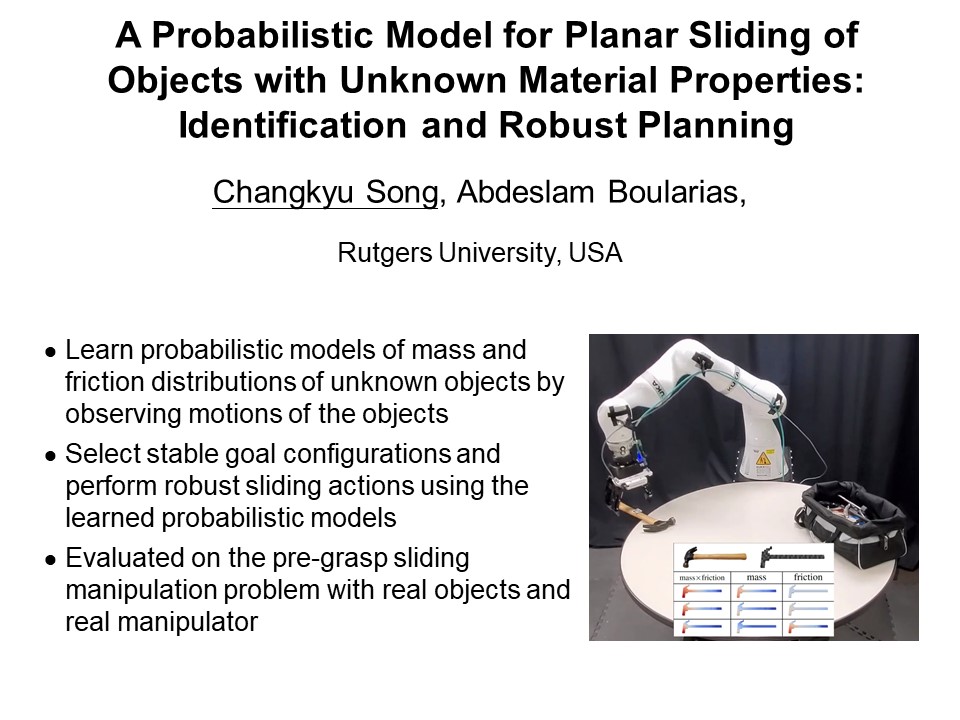 A Probabilistic Model for Planar Sliding of
Objects with Unknown Material Properties:
Identification and Robust Planning
Changkyu Song, Abdeslam Boularias,
Rutgers University, USA
● Learn probabilistic models of mass and
friction distributions of unknown objects by
observing motions of the objects
● Select stable goal configurations and
perform robust sliding actions using the
learned probabilistic models
● Evaluated on the pre-grasp sliding
manipulation problem with real objects and
real manipulator
mass×friction mass friction